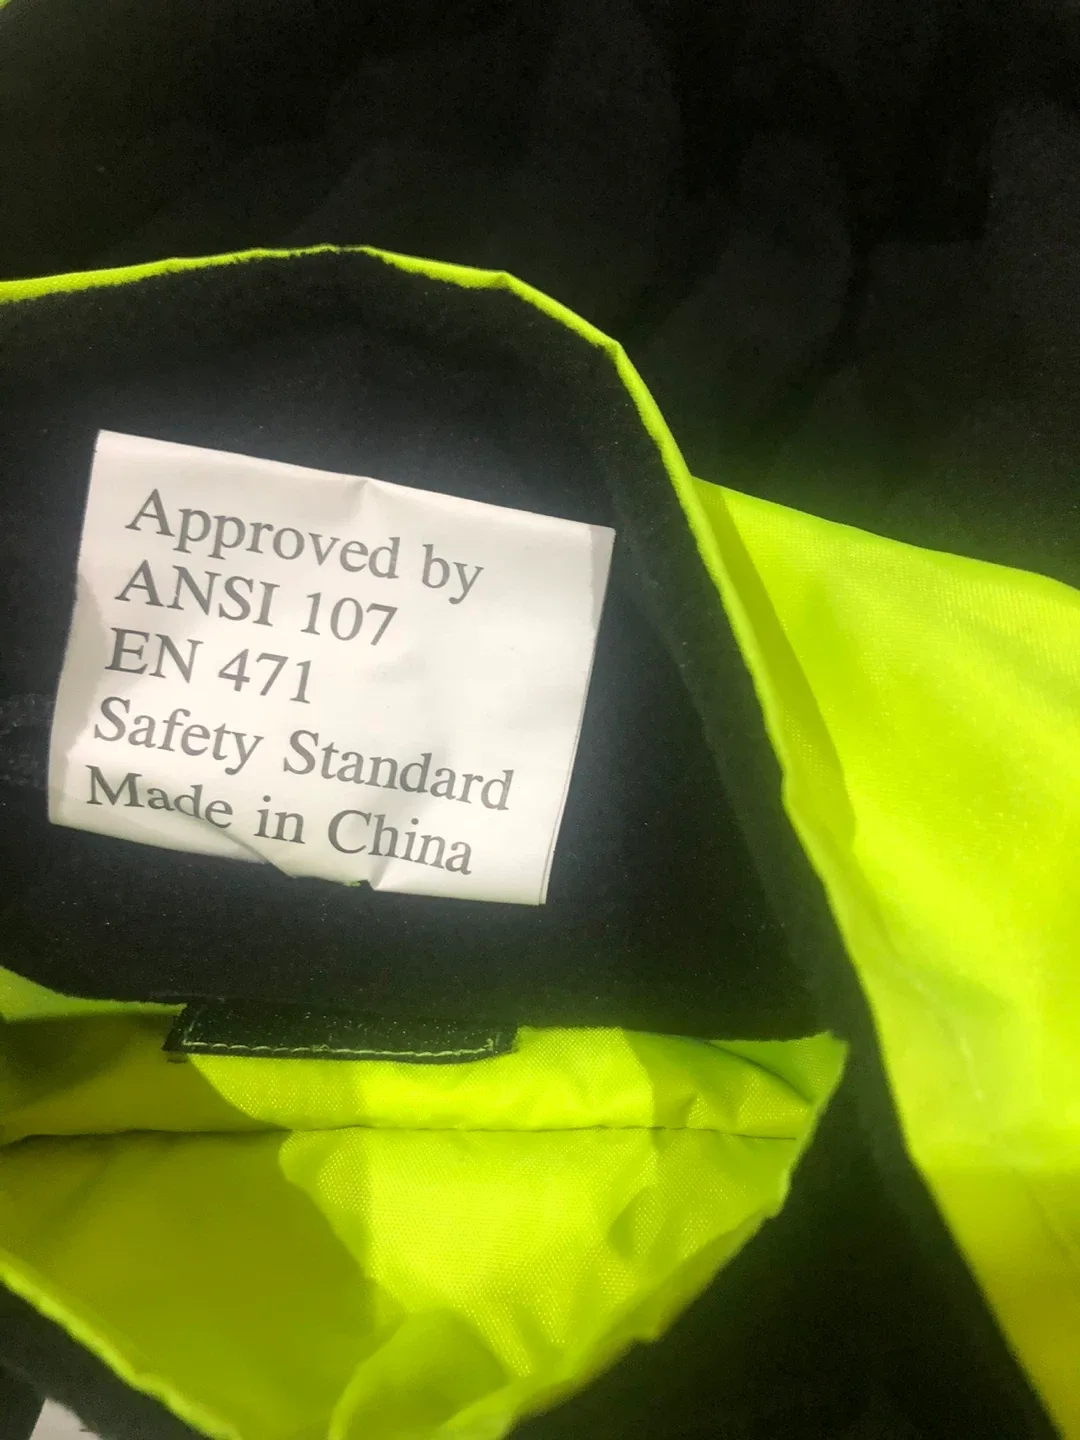 Approved by
ANSI 107
EN 471
Safety Standard
Made in China